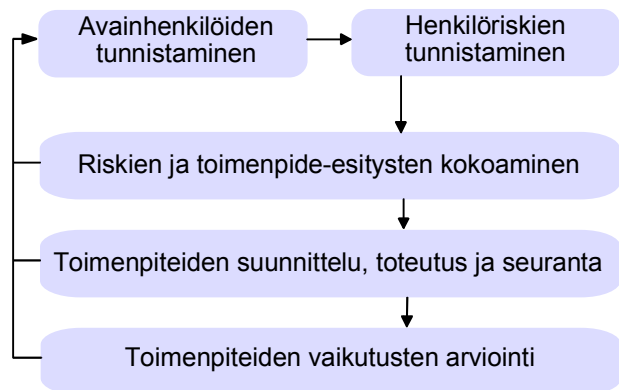 Avainhenkilöiden
tunnistaminen
Henkilöriskien
tunnistaminen
Riskien ja toimenpide-esitysten kokoaminen
Toimenpiteiden suunnittelu, toteutus ja seuranta
Toimenpiteiden vaikutusten arviointi